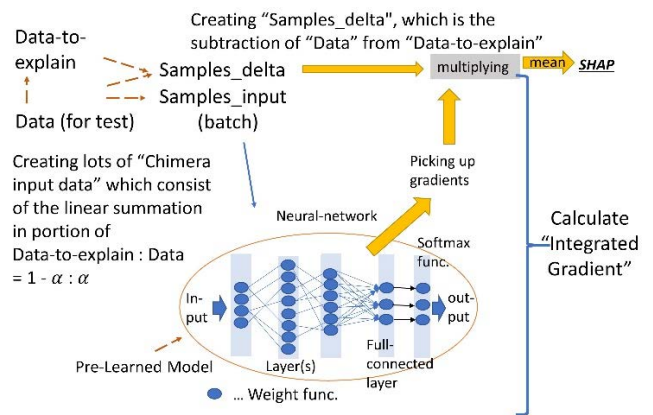 Creating “Samples_delta", which is the
subtraction of “Data” from “Data-to-explain”
Data-to-
explain
Samples_delta
multiplying
mean
SHAP
Samples_input
(batch)
Data (for test)
Picking up
gradients
Creating lots of “Chimera
input data” which consist
of the linear summation
in portion of
Data-to-explain : Data
= 1 - α : α
Neural-network
Softmax
func.
Calculate
“Integrated
Gradient”
In-
put
out-
put
Full-
connected
layer
Layer(s)
Pre-Learned Model
... Weight func.